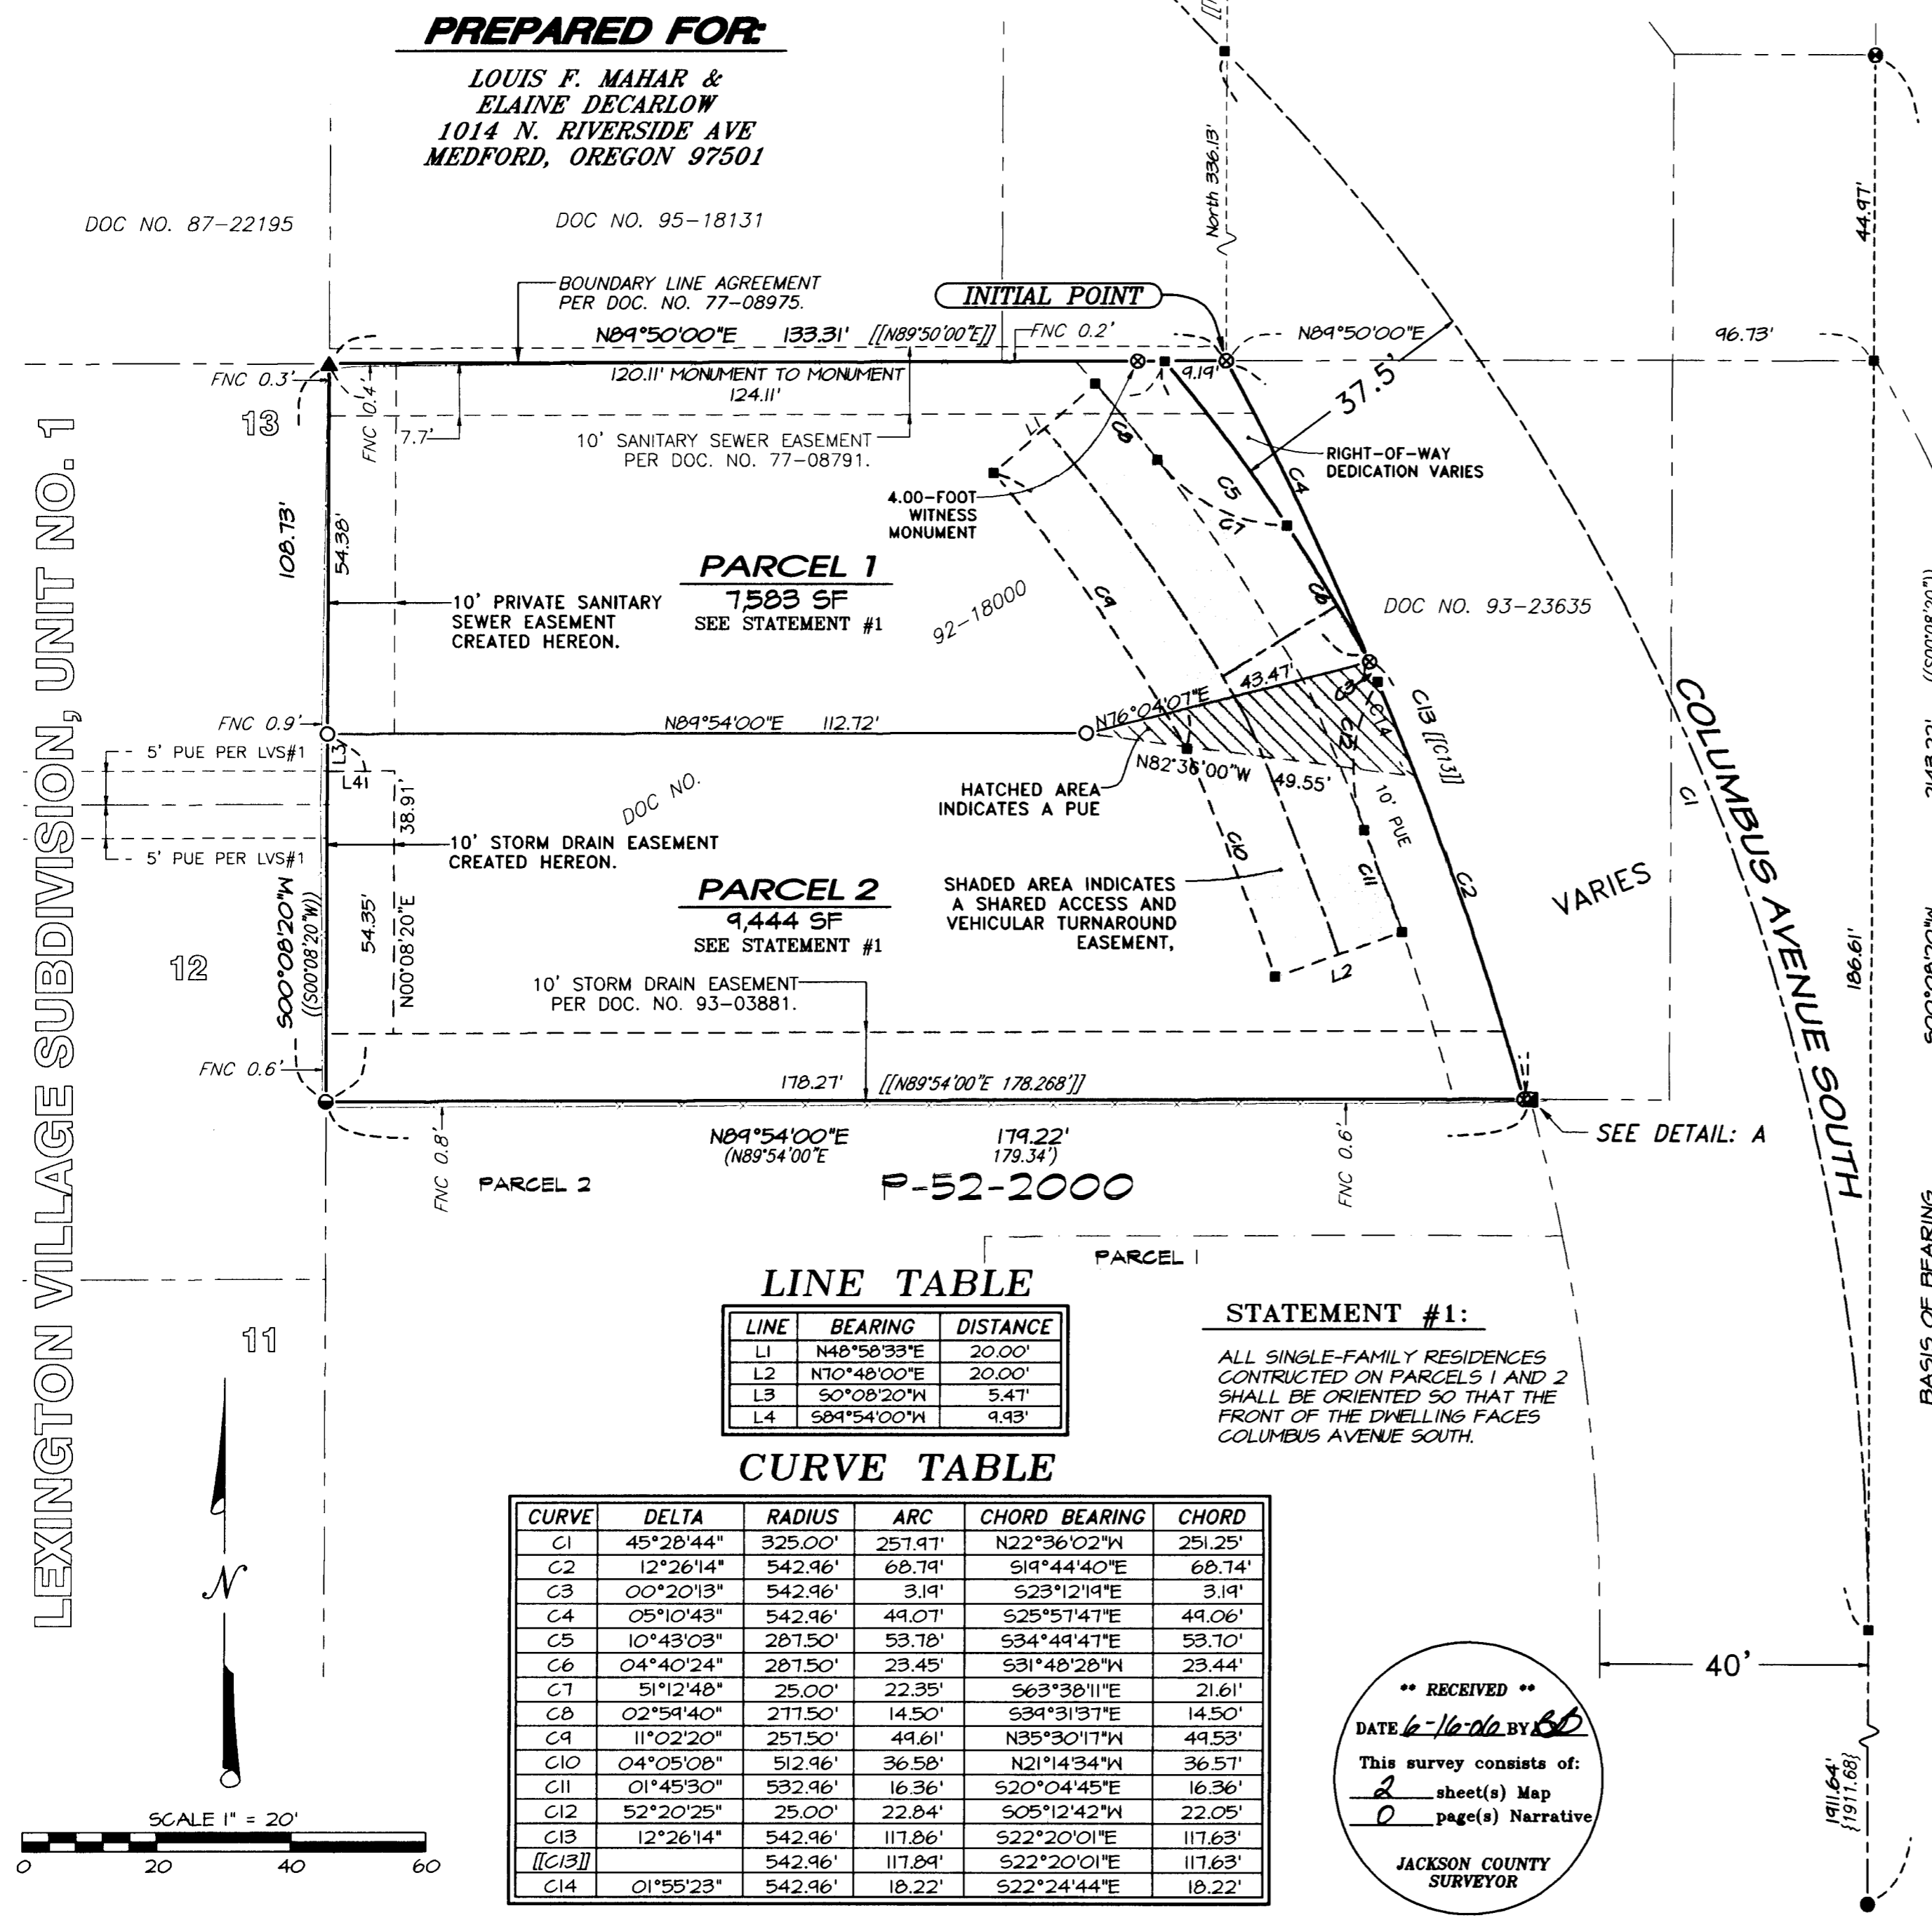 PREPARED FOR:
LOUIS F. MAHAR &
ELAINE DECARLOW
1014 N. RIVERSIDE AVE
MEDFORD, OREGON 97501
DOC NO. 87-22195
DOC NO. 95-18131
North 336.13'
44.97'
BOUNDARY LINE AGREEMENT
PER DOC. NO. 77-08975.
INITIAL POINT
N89°50'00"E 133.31' [[N89°50'00"E]]
FNC 0.2'
N89°50'00"E
96.73'
FNC 0.3'
FNC 0.4'
120.11' MONUMENT TO MONUMENT
124.11'
9.19'
37.5'
13
7.7'
10' SANITARY SEWER EASEMENT
PER DOC. NO. 77-08791.
L1
C8
RIGHT-OF-WAY
DEDICATION VARIES
C5
C4
C7
4.00-FOOT
WITNESS
MONUMENT
108.73'
54.38'
PARCEL 1
7,583 SF
SEE STATEMENT #1
10' PRIVATE SANITARY
SEWER EASEMENT
CREATED HEREON.
92-18000
C9
C6
DOC NO. 93-23635
LEXINGTON VILLAGE SUBDIVISION, UNIT NO. 1
FNC 0.9'
N89°54'00"E 112.72'
N76°04'07"E
43.47'
C3
C14
C12
C13 [[C13]]
COLUMBUS AVENUE SOUTH
C1
5' PUE PER LVS#1
L3
L41
N82°36'00"W
49.55'
HATCHED AREA
INDICATES A PUE
10' PUE
38.91'
DOC NO.
5' PUE PER LVS#1
10' STORM DRAIN EASEMENT
CREATED HEREON.
C10
C11
C2
VARIES
PARCEL 2
9,444 SF
SEE STATEMENT #1
SHADED AREA INDICATES
A SHARED ACCESS AND
VEHICULAR TURNAROUND
EASEMENT,
12
S00°08'20"W
((S00°08'20"W))
54.35'
N00°08'20"E
L2
186.61'
10' STORM DRAIN EASEMENT
PER DOC. NO. 93-03881.
FNC 0.6'
178.27' [[N89°54'00"E 178.268']]
SEE DETAIL: A
FNC 0.8'
N89°54'00"E 179.22'
(N89°54'00"E 179.34')
FNC 0.6'
PARCEL 2
P-52-2000
PARCEL 1
BASIS OF BEARING
11
LINE TABLE
LINE BEARING DISTANCE
L1 N48°58'33"E 20.00'
L2 N70°48'00"E 20.00'
L3 S0°08'20"W 5.47'
L4 S89°54'00"W 9.93'
STATEMENT #1:
ALL SINGLE-FAMILY RESIDENCES
CONTRUCTED ON PARCELS 1 AND 2
SHALL BE ORIENTED SO THAT THE
FRONT OF THE DWELLING FACES
COLUMBUS AVENUE SOUTH.
CURVE TABLE
CURVE DELTA RADIUS ARC CHORD BEARING CHORD
C1 45°28'44" 325.00' 257.97' N22°36'02"W 251.25'
C2 12°26'14" 542.96' 68.79' S19°44'40"E 68.74'
C3 00°20'13" 542.96' 3.19' S23°12'19"E 3.19'
C4 05°10'43" 542.96' 49.07' S25°57'47"E 49.06'
C5 10°43'03" 287.50' 53.78' S34°49'47"E 53.70'
C6 04°40'24" 287.50' 23.45' S31°48'28"W 23.44'
C7 51°12'48" 25.00' 22.35' S63°38'11"E 21.61'
C8 02°59'40" 277.50' 14.50' S39°31'37"E 14.50'
C9 11°02'20" 257.50' 49.61' N35°30'17"W 49.53'
C10 04°05'08" 512.96' 36.58' N21°14'34"W 36.57'
C11 01°45'30" 532.96' 16.36' S20°04'45"E 16.36'
C12 52°20'25" 25.00' 22.84' S05°12'42"W 22.05'
C13 12°26'14" 542.96' 117.86' S22°20'01"E 117.63'
[[C13]] 542.96' 117.89' S22°20'01"E 117.63'
C14 01°55'23" 542.96' 18.22' S22°24'44"E 18.22'
N
SCALE 1" = 20'
0 20 40 60
40'
** RECEIVED **
DATE 6-16-06 BY BD
This survey consists of:
2 sheet(s) Map
0 page(s) Narrative
JACKSON COUNTY
SURVEYOR
1911.64'
{1911.68}